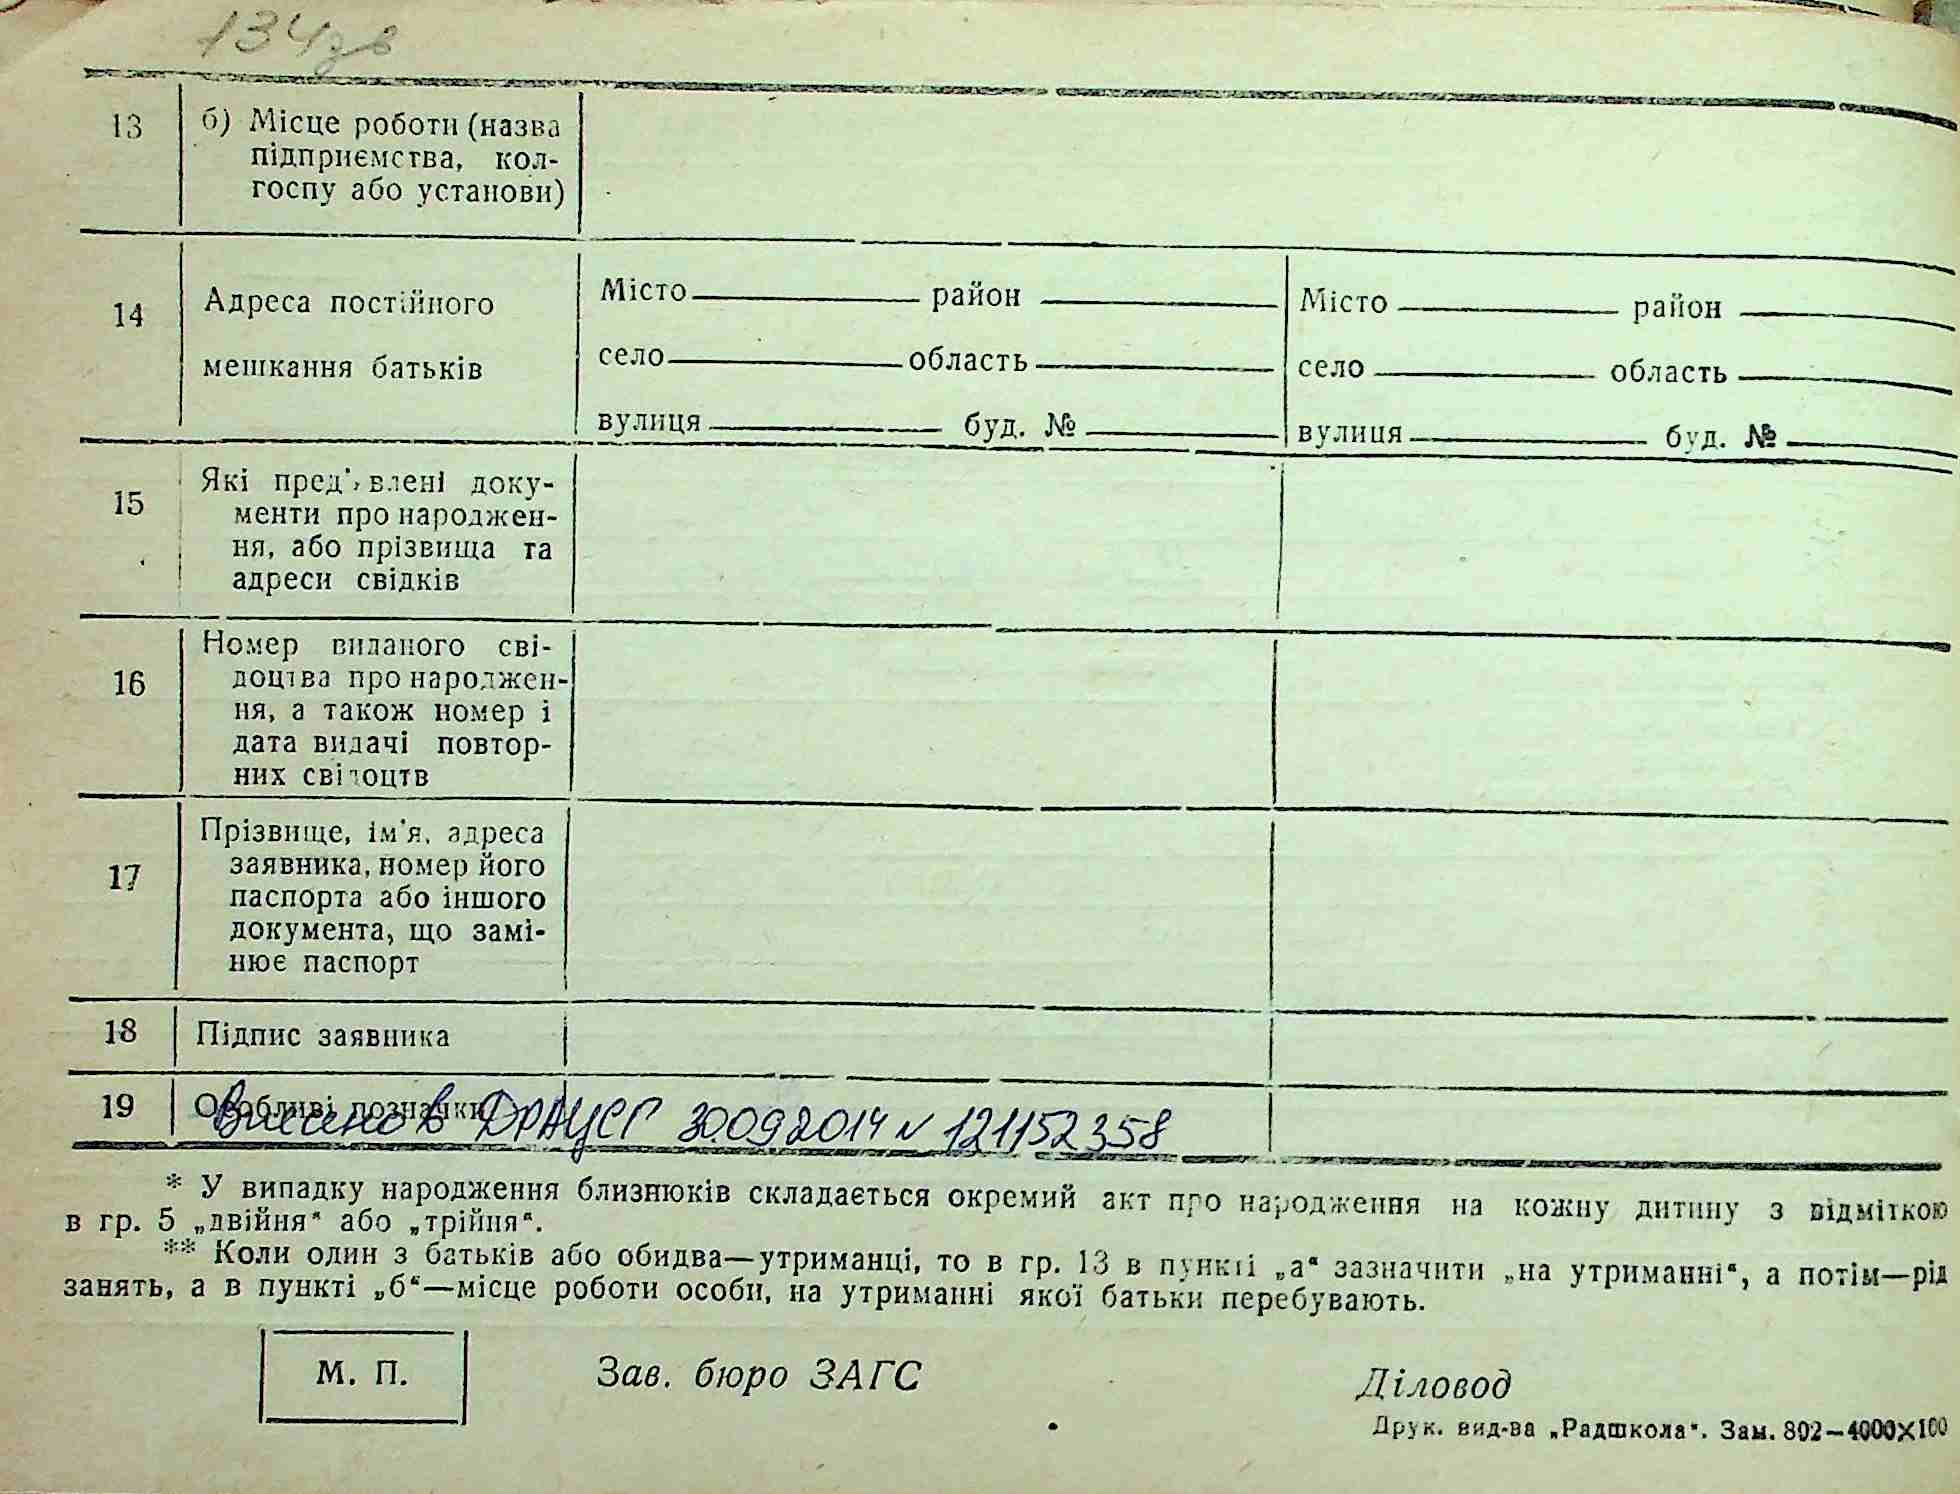 134зв
13
б) Місце роботи (назва
підприємства, кол-
госпу або установи)
14
Адреса постійного
мешкання батьків
Місто район
село область
вулиця буд. №
Місто район
село область
вулиця буд. №
15
Які пред'явлені доку-
менти про народжен-
ня, або прізвища та
адреси свідків
16
Номер виданого сві-
доцтва про народжен-
ня, а також номер і
дата видачі повтор-
них свідоцтв
17
Прізвище, ім'я, адреса
заявника, номер його
паспорта або іншого
документа, що замі-
нює паспорт
18
Підпис заявника
19
Особливі позначки
Внесено в ДРАЦСГ 30.09.2014 № 121152358
* У випадку народження близнюків складається окремий акт про народження на кожну дитину з відміткою
в гр. 5 „двійня“ або „трійня“.
** Коли один з батьків або обидва—утриманці, то в гр. 13 в пункті „а“ зазначити „на утриманні“, а потім—рід
занять, а в пункті „б“—місце роботи особи, на утриманні якої батьки перебувають.
М. П.
Зав. бюро ЗАГС
Діловод
Друк. вид-ва „Радшкола“. Зам. 802—4000×100